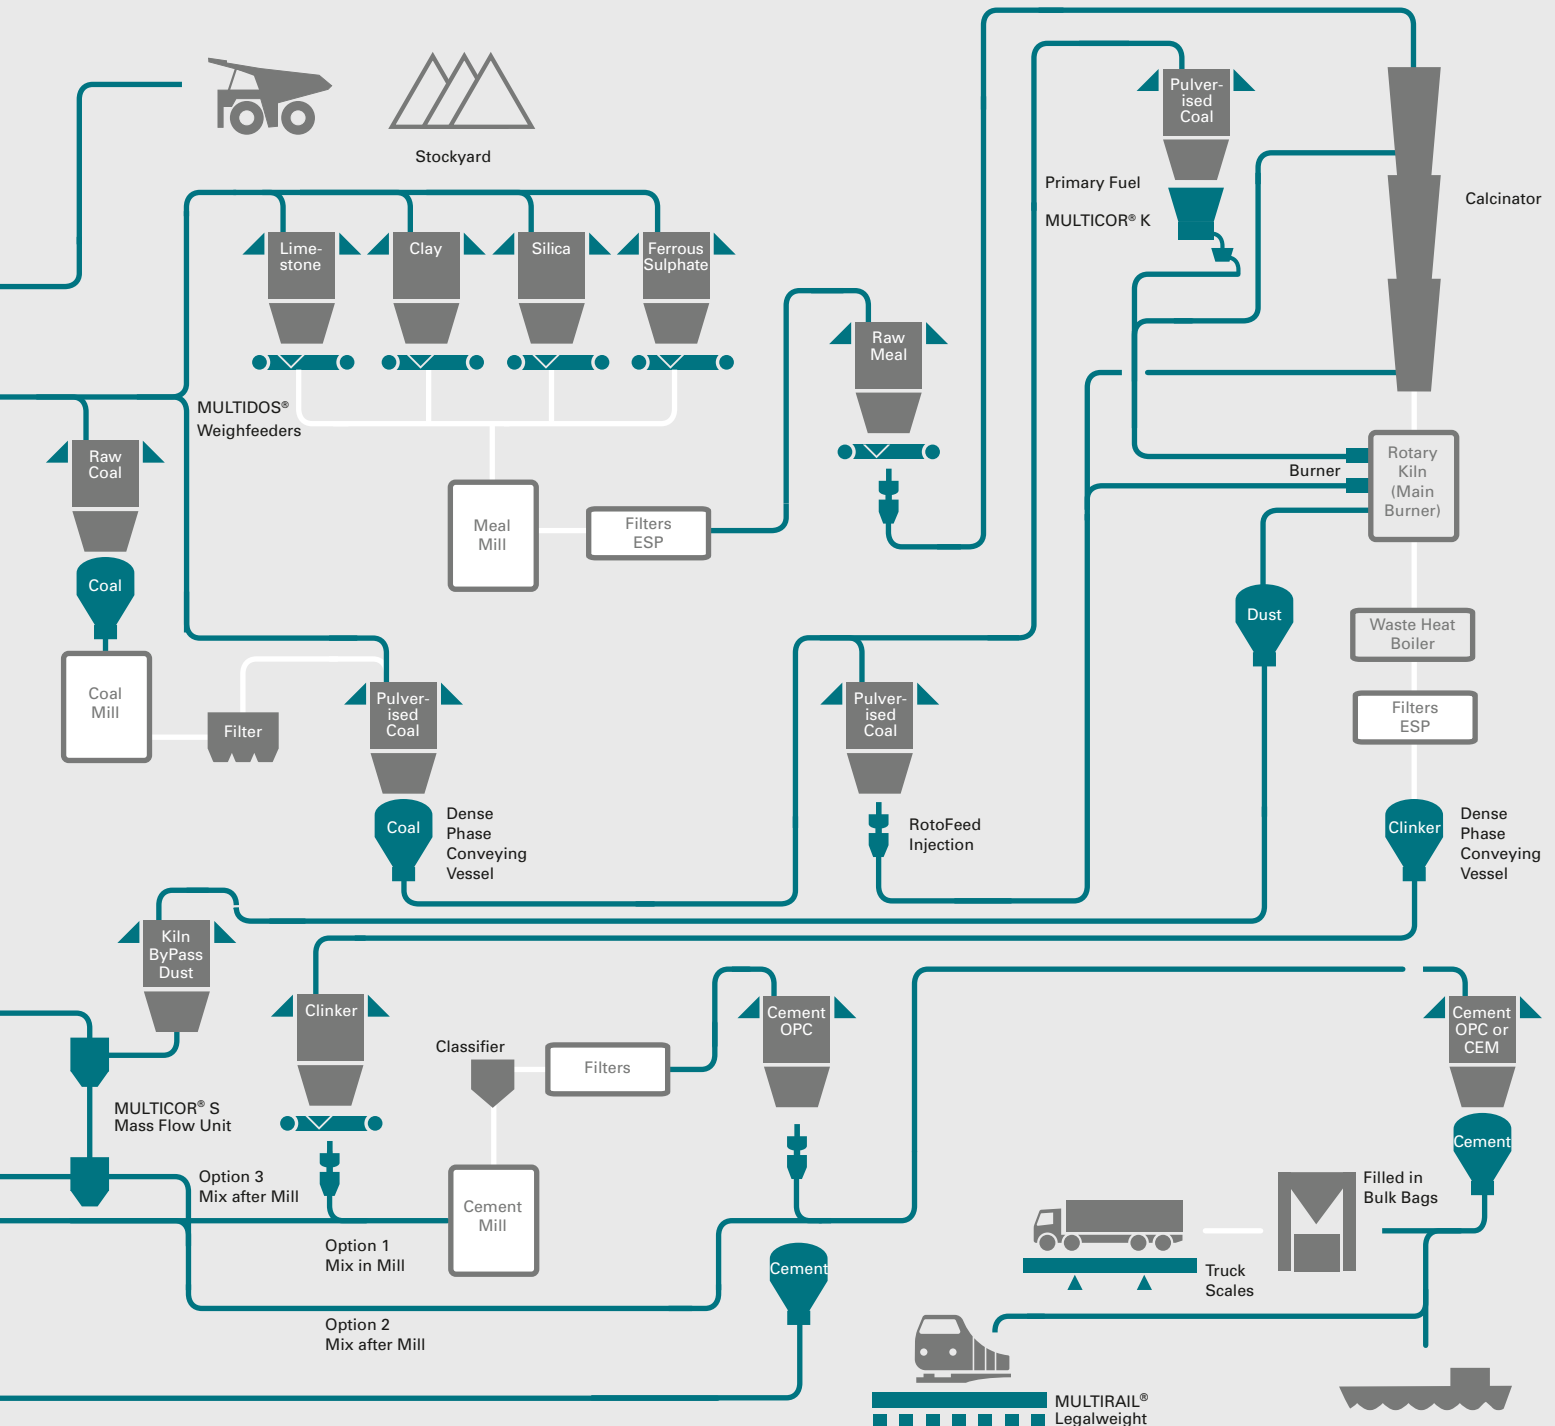 Stockyard
Pulver-
ised
Coal
Primary Fuel
MULTICOR® K
Calcinator
Lime-
stone
Clay
Silica
Ferrous
Sulphate
Raw
Meal
MULTIDOS®
Weighfeeders
Raw
Coal
Coal
Coal
Mill
Filter
Meal
Mill
Filters
ESP
Burner
Rotary
Kiln
(Main
Burner)
Dust
Waste Heat
Boiler
Filters
ESP
Pulver-
ised
Coal
Coal
Dense
Phase
Conveying
Vessel
Pulver-
ised
Coal
RotoFeed
Injection
Clinker
Dense
Phase
Conveying
Vessel
Kiln
ByPass
Dust
Clinker
Classifier
Filters
Cement
OPC
Cement
OPC or
CEM
MULTICOR® S
Mass Flow Unit
Option 3
Mix after Mill
Cement
Mill
Option 1
Mix in Mill
Option 2
Mix after Mill
Cement
Cement
Filled in
Bulk Bags
Truck
Scales
MULTIRAIL®
Legalweight